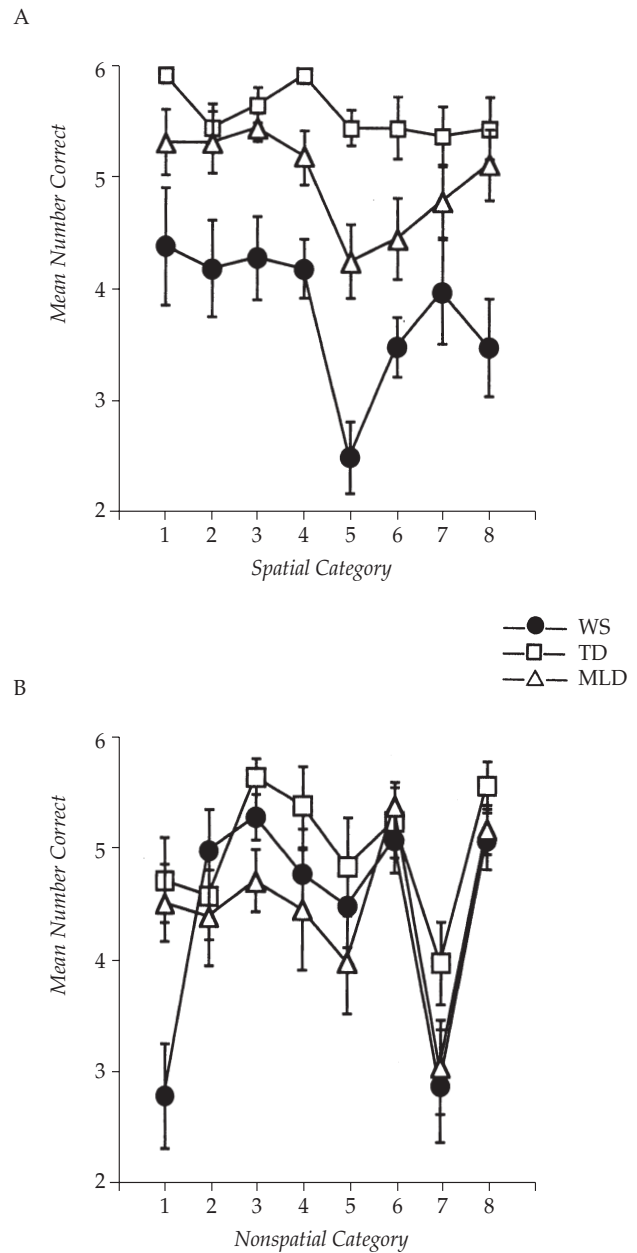 A
6
5
4
3
2
Mean Number Correct
1 2 3 4 5 6 7 8
Spatial Category
WS
TD
MLD
B
6
5
4
3
2
Mean Number Correct
1 2 3 4 5 6 7 8
Nonspatial Category